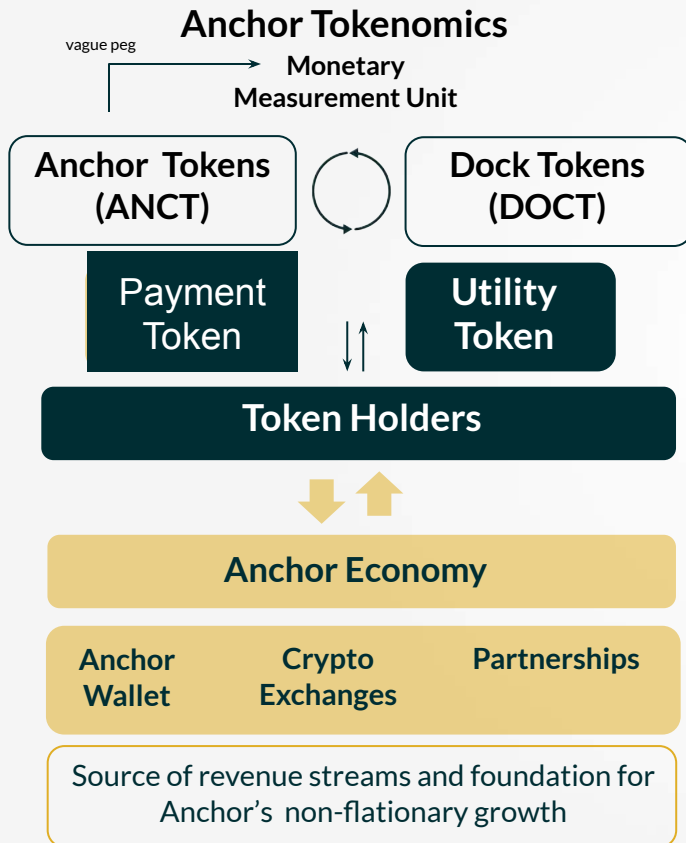 Anchor Tokenomics
vague peg
Monetary
Measurement Unit
Anchor Tokens
(ANCT)
Dock Tokens
(DOCT)
Payment
Token
Utility
Token
Token Holders
Anchor Economy
Anchor
Wallet
Crypto
Exchanges
Partnerships
Source of revenue streams and foundation for
Anchor's non-flationary growth